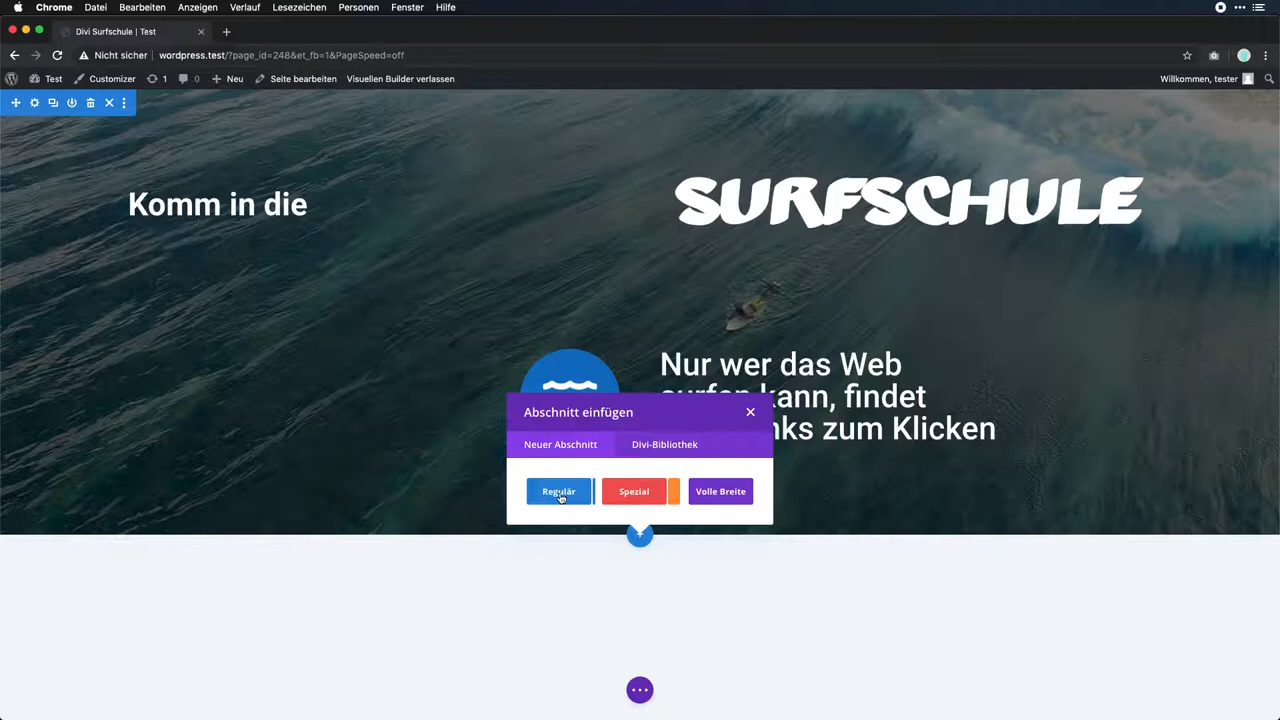 Chrome Datei Bearbeiten Anzeigen Verlauf Lesezeichen Personen Fenster Hilfe
Divi Surfschule | Test
Nicht sicher wordpress.test/?page_id=248&et_fb=1&PageSpeed=off
Test Customizer 1 0 Neu Seite bearbeiten Visuellen Builder verlassen Willkommen, tester
Komm in die
SURFSCHULE
Nur wer das Web
surfen kann, findet
nks zum Klicken
Abschnitt einfügen
Neuer Abschnitt Divi-Bibliothek
Regulär Spezial Volle Breite